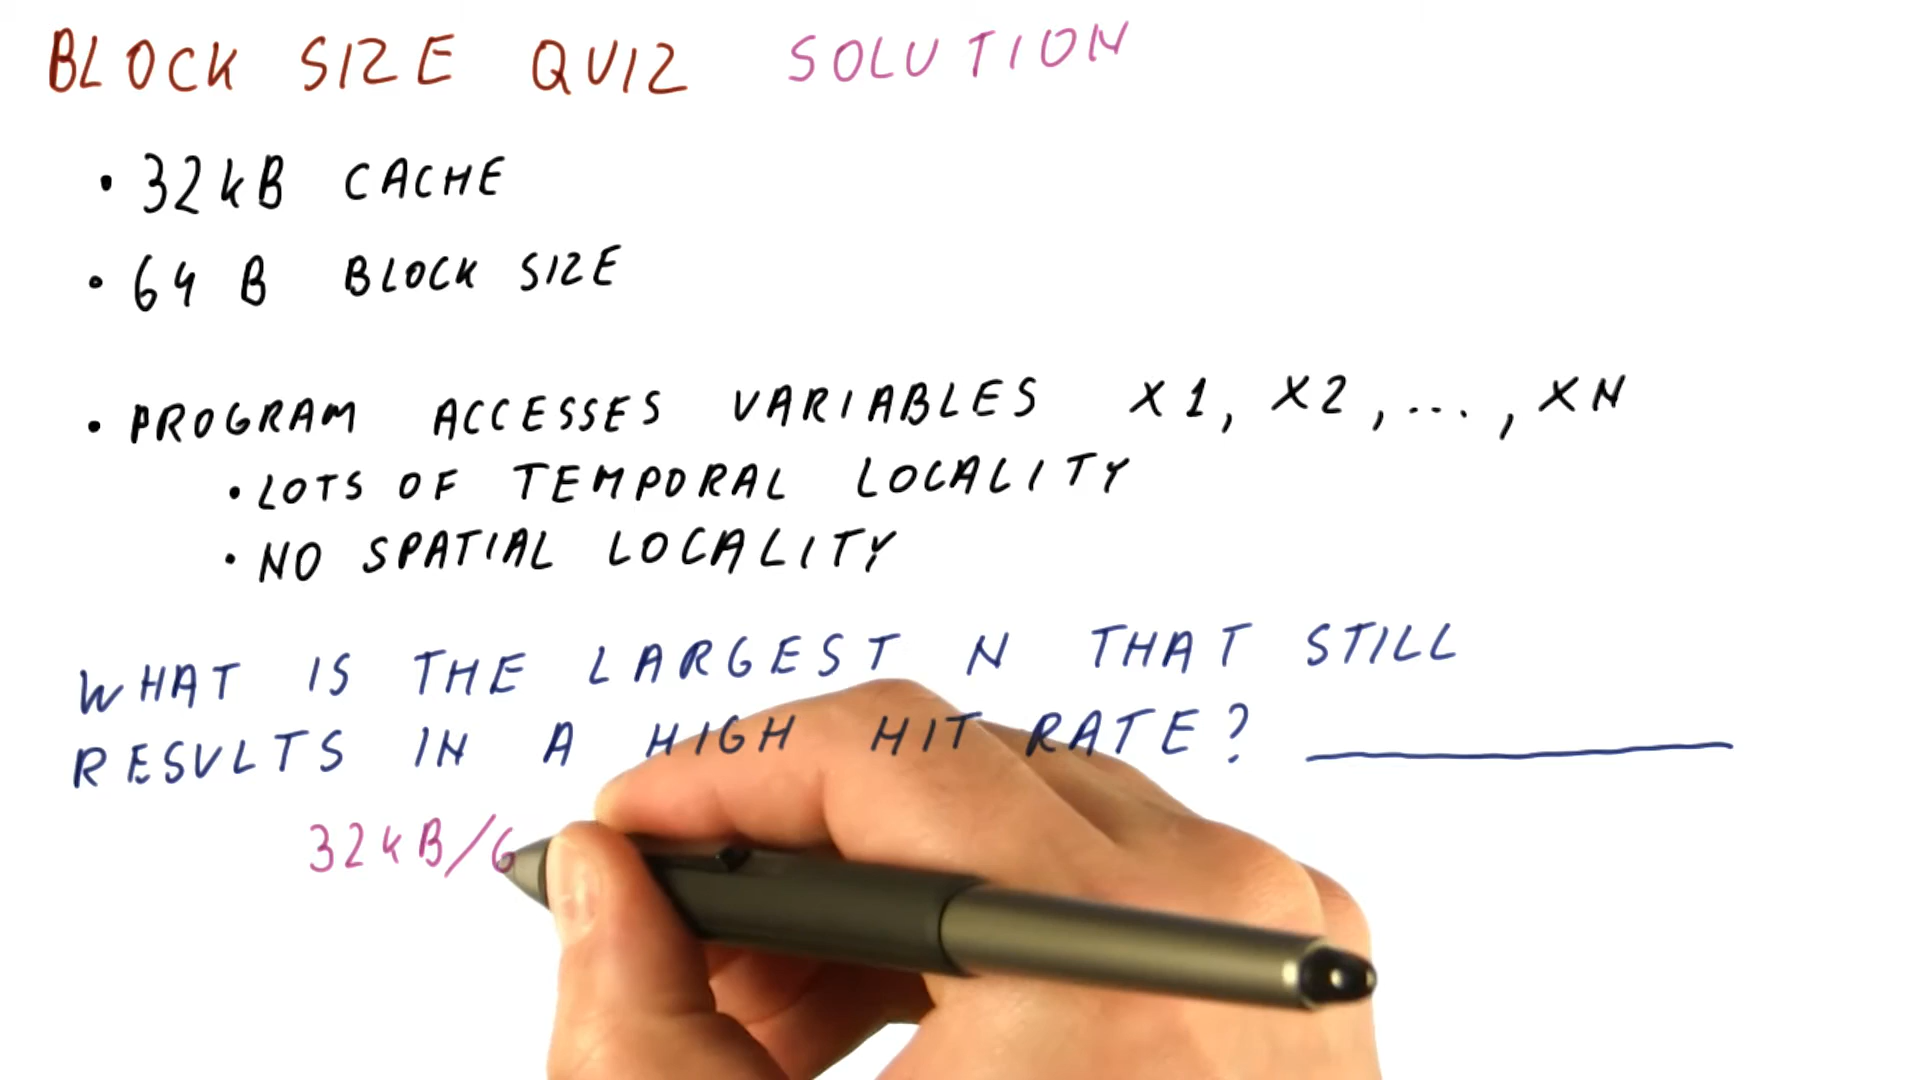 BLOCK SIZE QUIZ SOLUTION
• 32kB CACHE
• 64 B BLOCK SIZE
• PROGRAM ACCESSES VARIABLES X1, X2, ..., XN
• LOTS OF TEMPORAL LOCALITY
• NO SPATIAL LOCALITY
WHAT IS THE LARGEST N THAT STILL
RESULTS IN A HIGH HIT RATE?
32kB/6